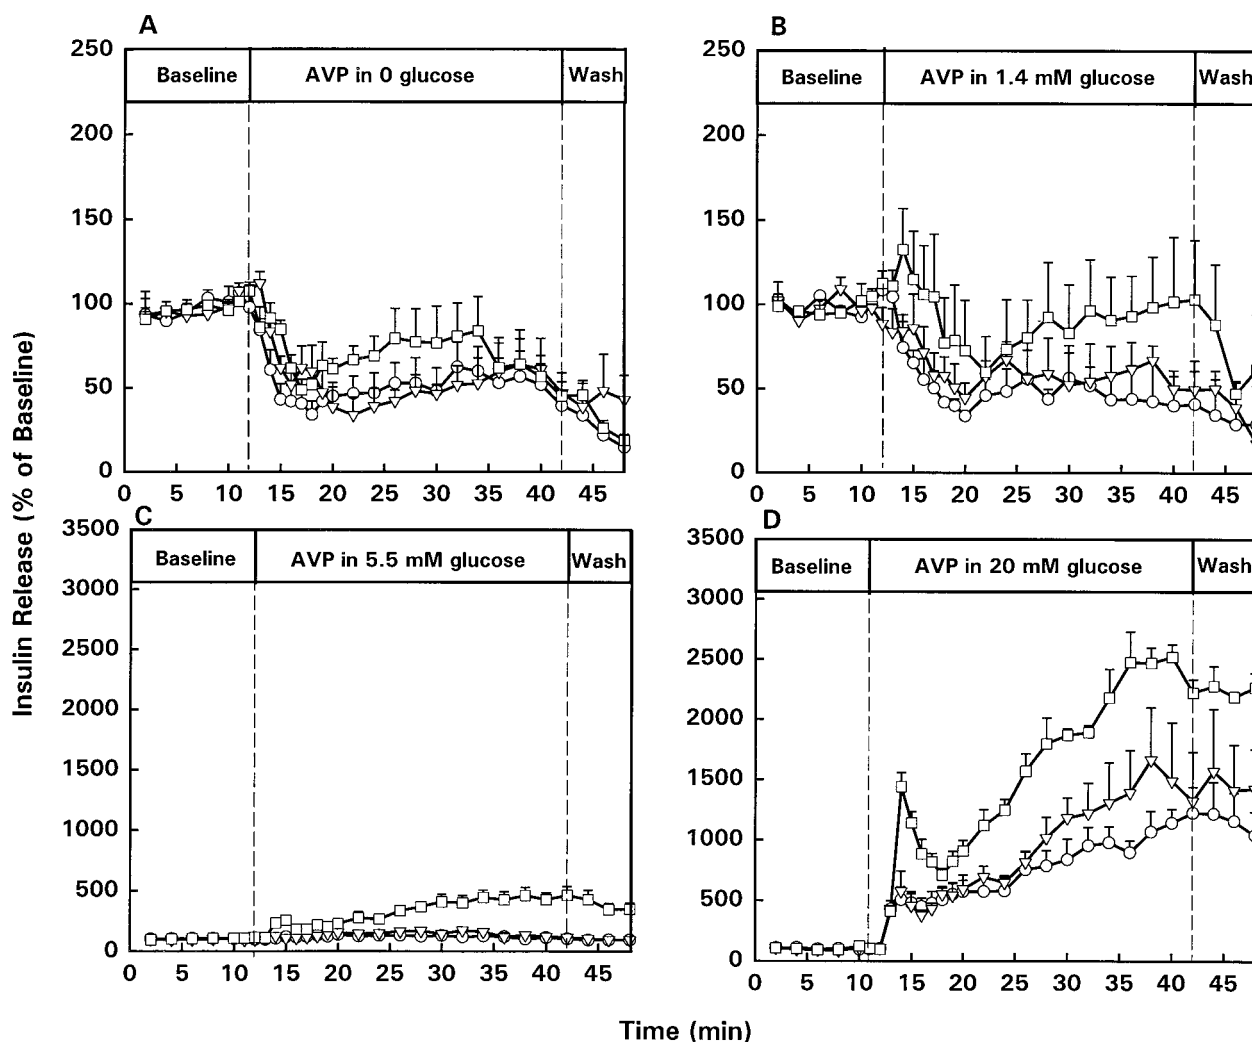 A
Baseline AVP in 0 glucose Wash
250
200
150
100
50
0
0 5 10 15 20 25 30 35 40 45
B
Baseline AVP in 1.4 mM glucose Wash
250
200
150
100
50
0
0 5 10 15 20 25 30 35 40 45
Insulin Release (% of Baseline)
C
Baseline AVP in 5.5 mM glucose Wash
3500
3000
2500
2000
1500
1000
500
0
0 5 10 15 20 25 30 35 40 45
D
Baseline AVP in 20 mM glucose Wash
3500
3000
2500
2000
1500
1000
500
0
0 5 10 15 20 25 30 35 40 45
Time (min)